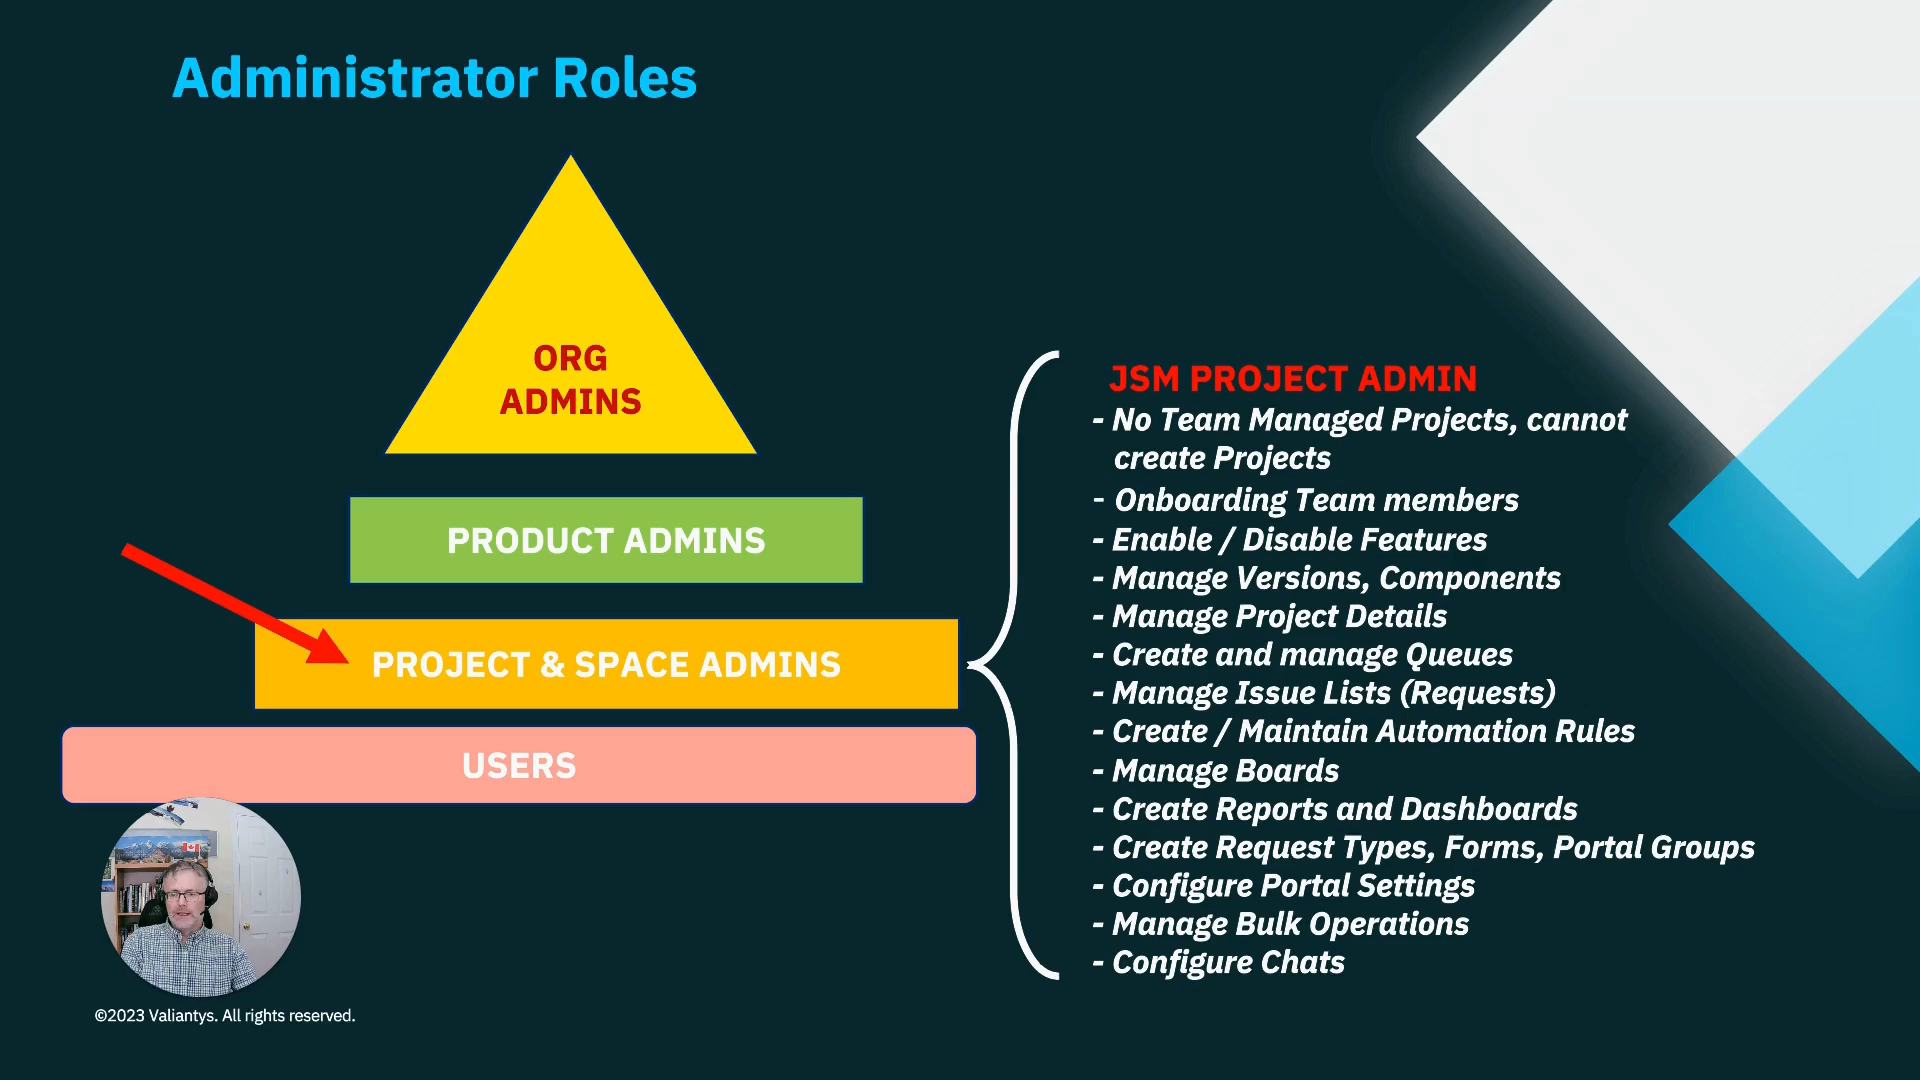 Administrator Roles
ORG
ADMINS
PRODUCT ADMINS
PROJECT & SPACE ADMINS
USERS
JSM PROJECT ADMIN
- No Team Managed Projects, cannot
create Projects
- Onboarding Team members
- Enable / Disable Features
- Manage Versions, Components
- Manage Project Details
- Create and manage Queues
- Manage Issue Lists (Requests)
- Create / Maintain Automation Rules
- Manage Boards
- Create Reports and Dashboards
- Create Request Types, Forms, Portal Groups
- Configure Portal Settings
- Manage Bulk Operations
- Configure Chats
©2023 Valiantys. All rights reserved.